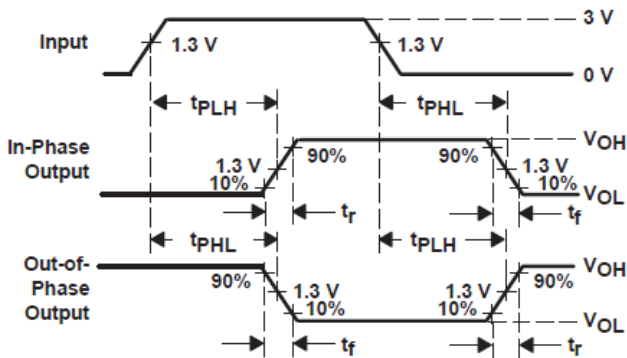 3 V
Input
1.3 V
1.3 V
0 V
tPLH
tPHL
In-Phase
Output
90%
90%
VOH
1.3 V
1.3 V
10%
10%
VOL
tr
tf
tPHL
tPLH
Out-of-
Phase
Output
90%
90%
VOH
1.3 V
1.3 V
10%
10%
VOL
tf
tr